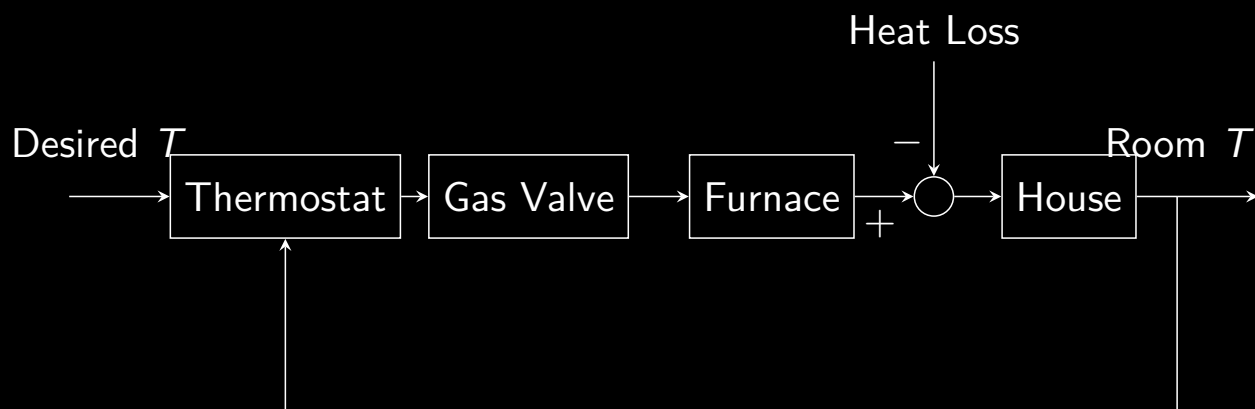 Heat Loss
Desired T
Room T
−
Thermostat
Gas Valve
Furnace
House
+